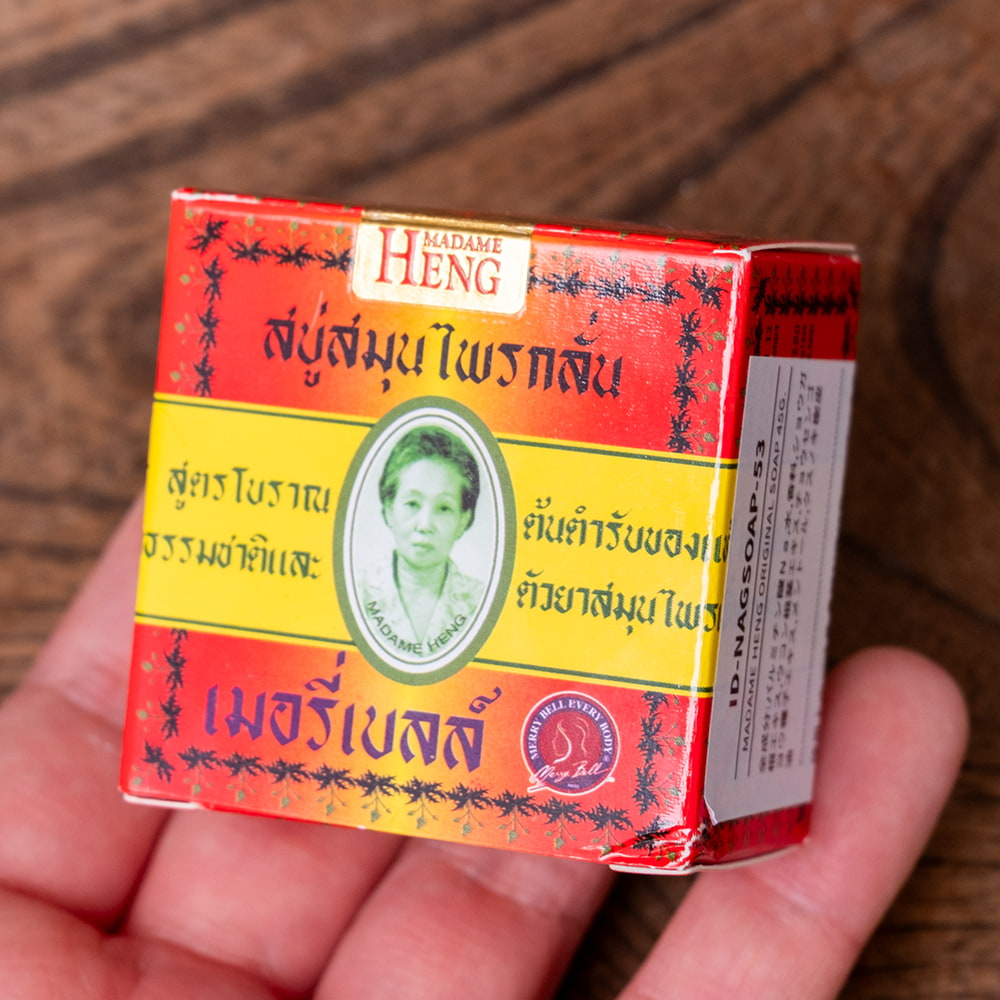 MADAME
HENG
สบู่สมุนไพรกลั่น
สูตรโบราณ
ต้นตำรับของ
ธรรมชาติและ
ตัวยาสมุนไพร
MADAME HENG
เมอรี่เบลล์
MERRY BELL EVERY BODY
Merry Bell
ID-NAGSOAP-53
MADAME HENG ORIGINAL SOAP 45G.